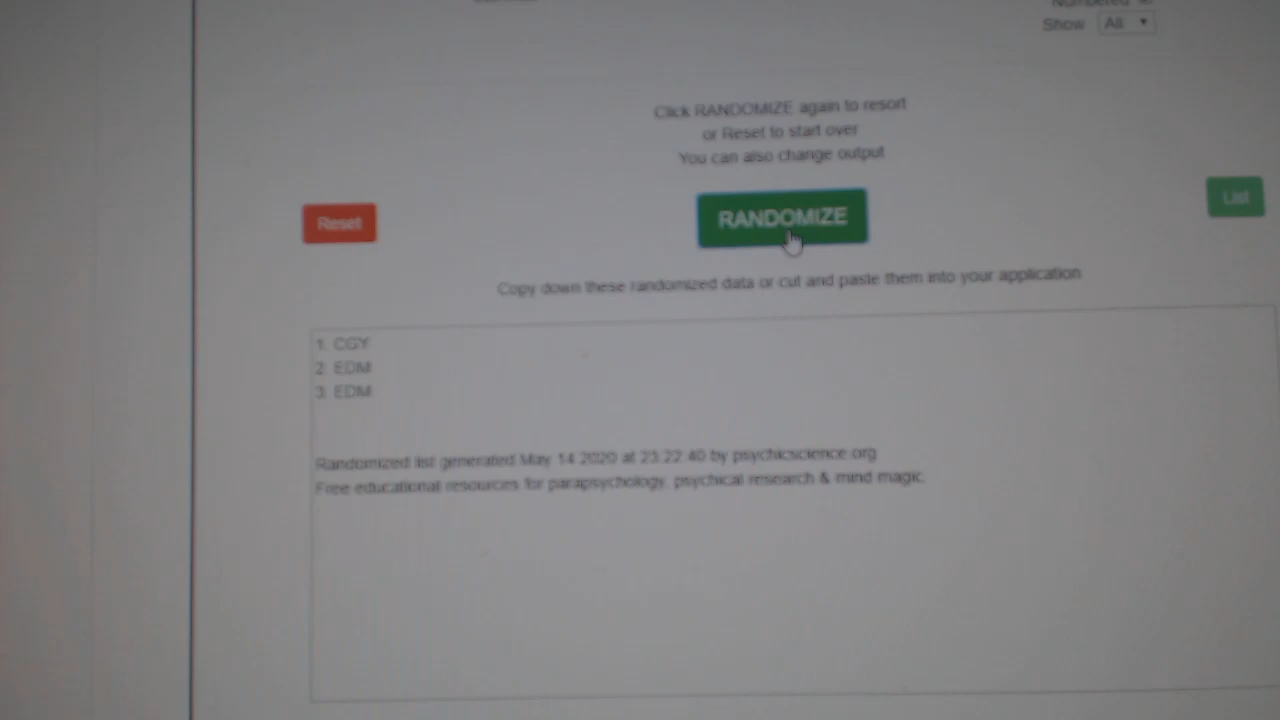 Numbered
Show All
Click RANDOMIZE again to resort
or Reset to start over
You can also change output
Reset
RANDOMIZE
List
Copy down these randomized data or cut and paste them into your application
1. CGY
2. EDM
3. EDM
Randomized list generated May 14 2020 at 23:22:40 by psychicscience.org
Free educational resources for parapsychology, psychical research & mind magic.